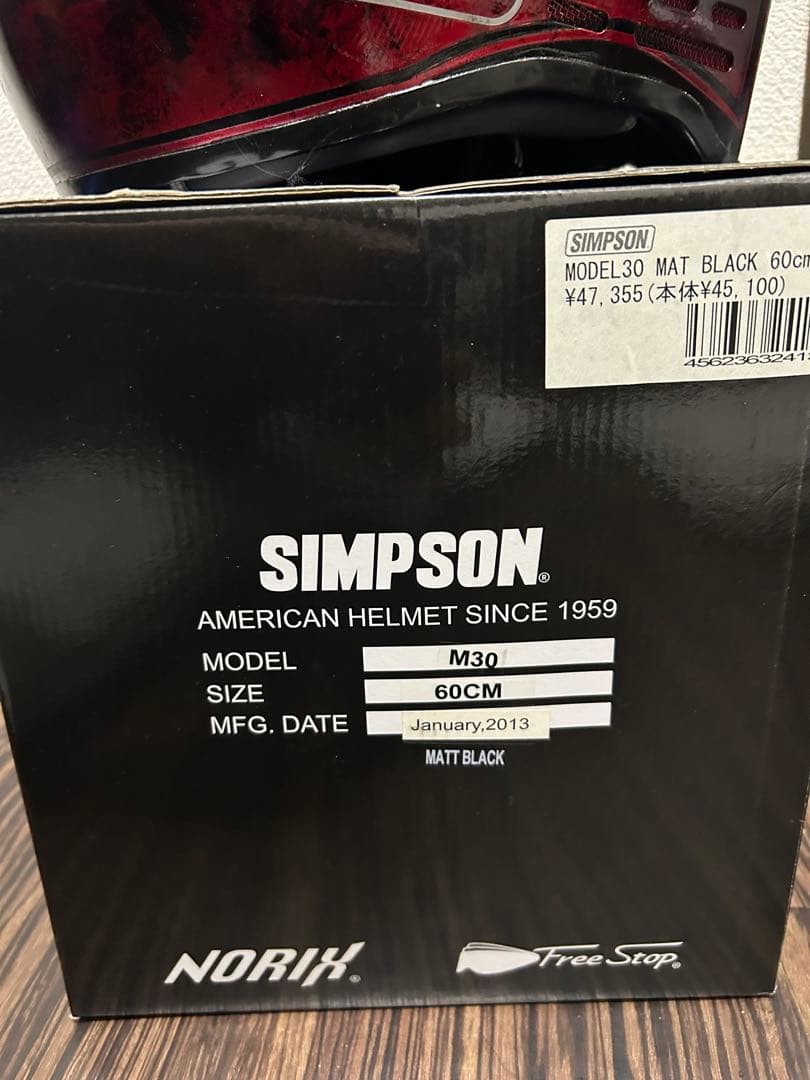 SIMPSON
MODEL30 MAT BLACK 60cm
¥47,355(本体¥45,100)
SIMPSON®
AMERICAN HELMET SINCE 1959
MODEL M30
SIZE 60CM
MFG. DATE January,2013
MATT BLACK
NORIX® Free Stop®